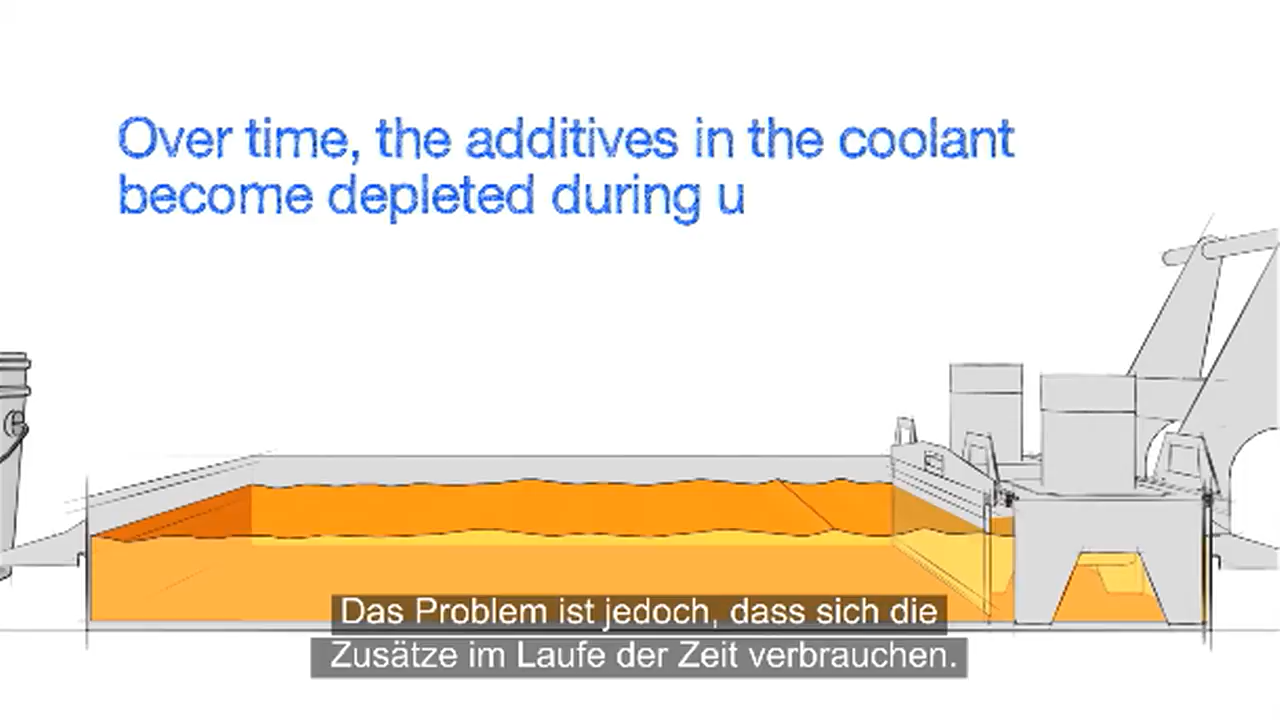 Over time, the additives in the coolant
become depleted during u
Das Problem ist jedoch, dass sich die
Zusätze im Laufe der Zeit verbrauchen.